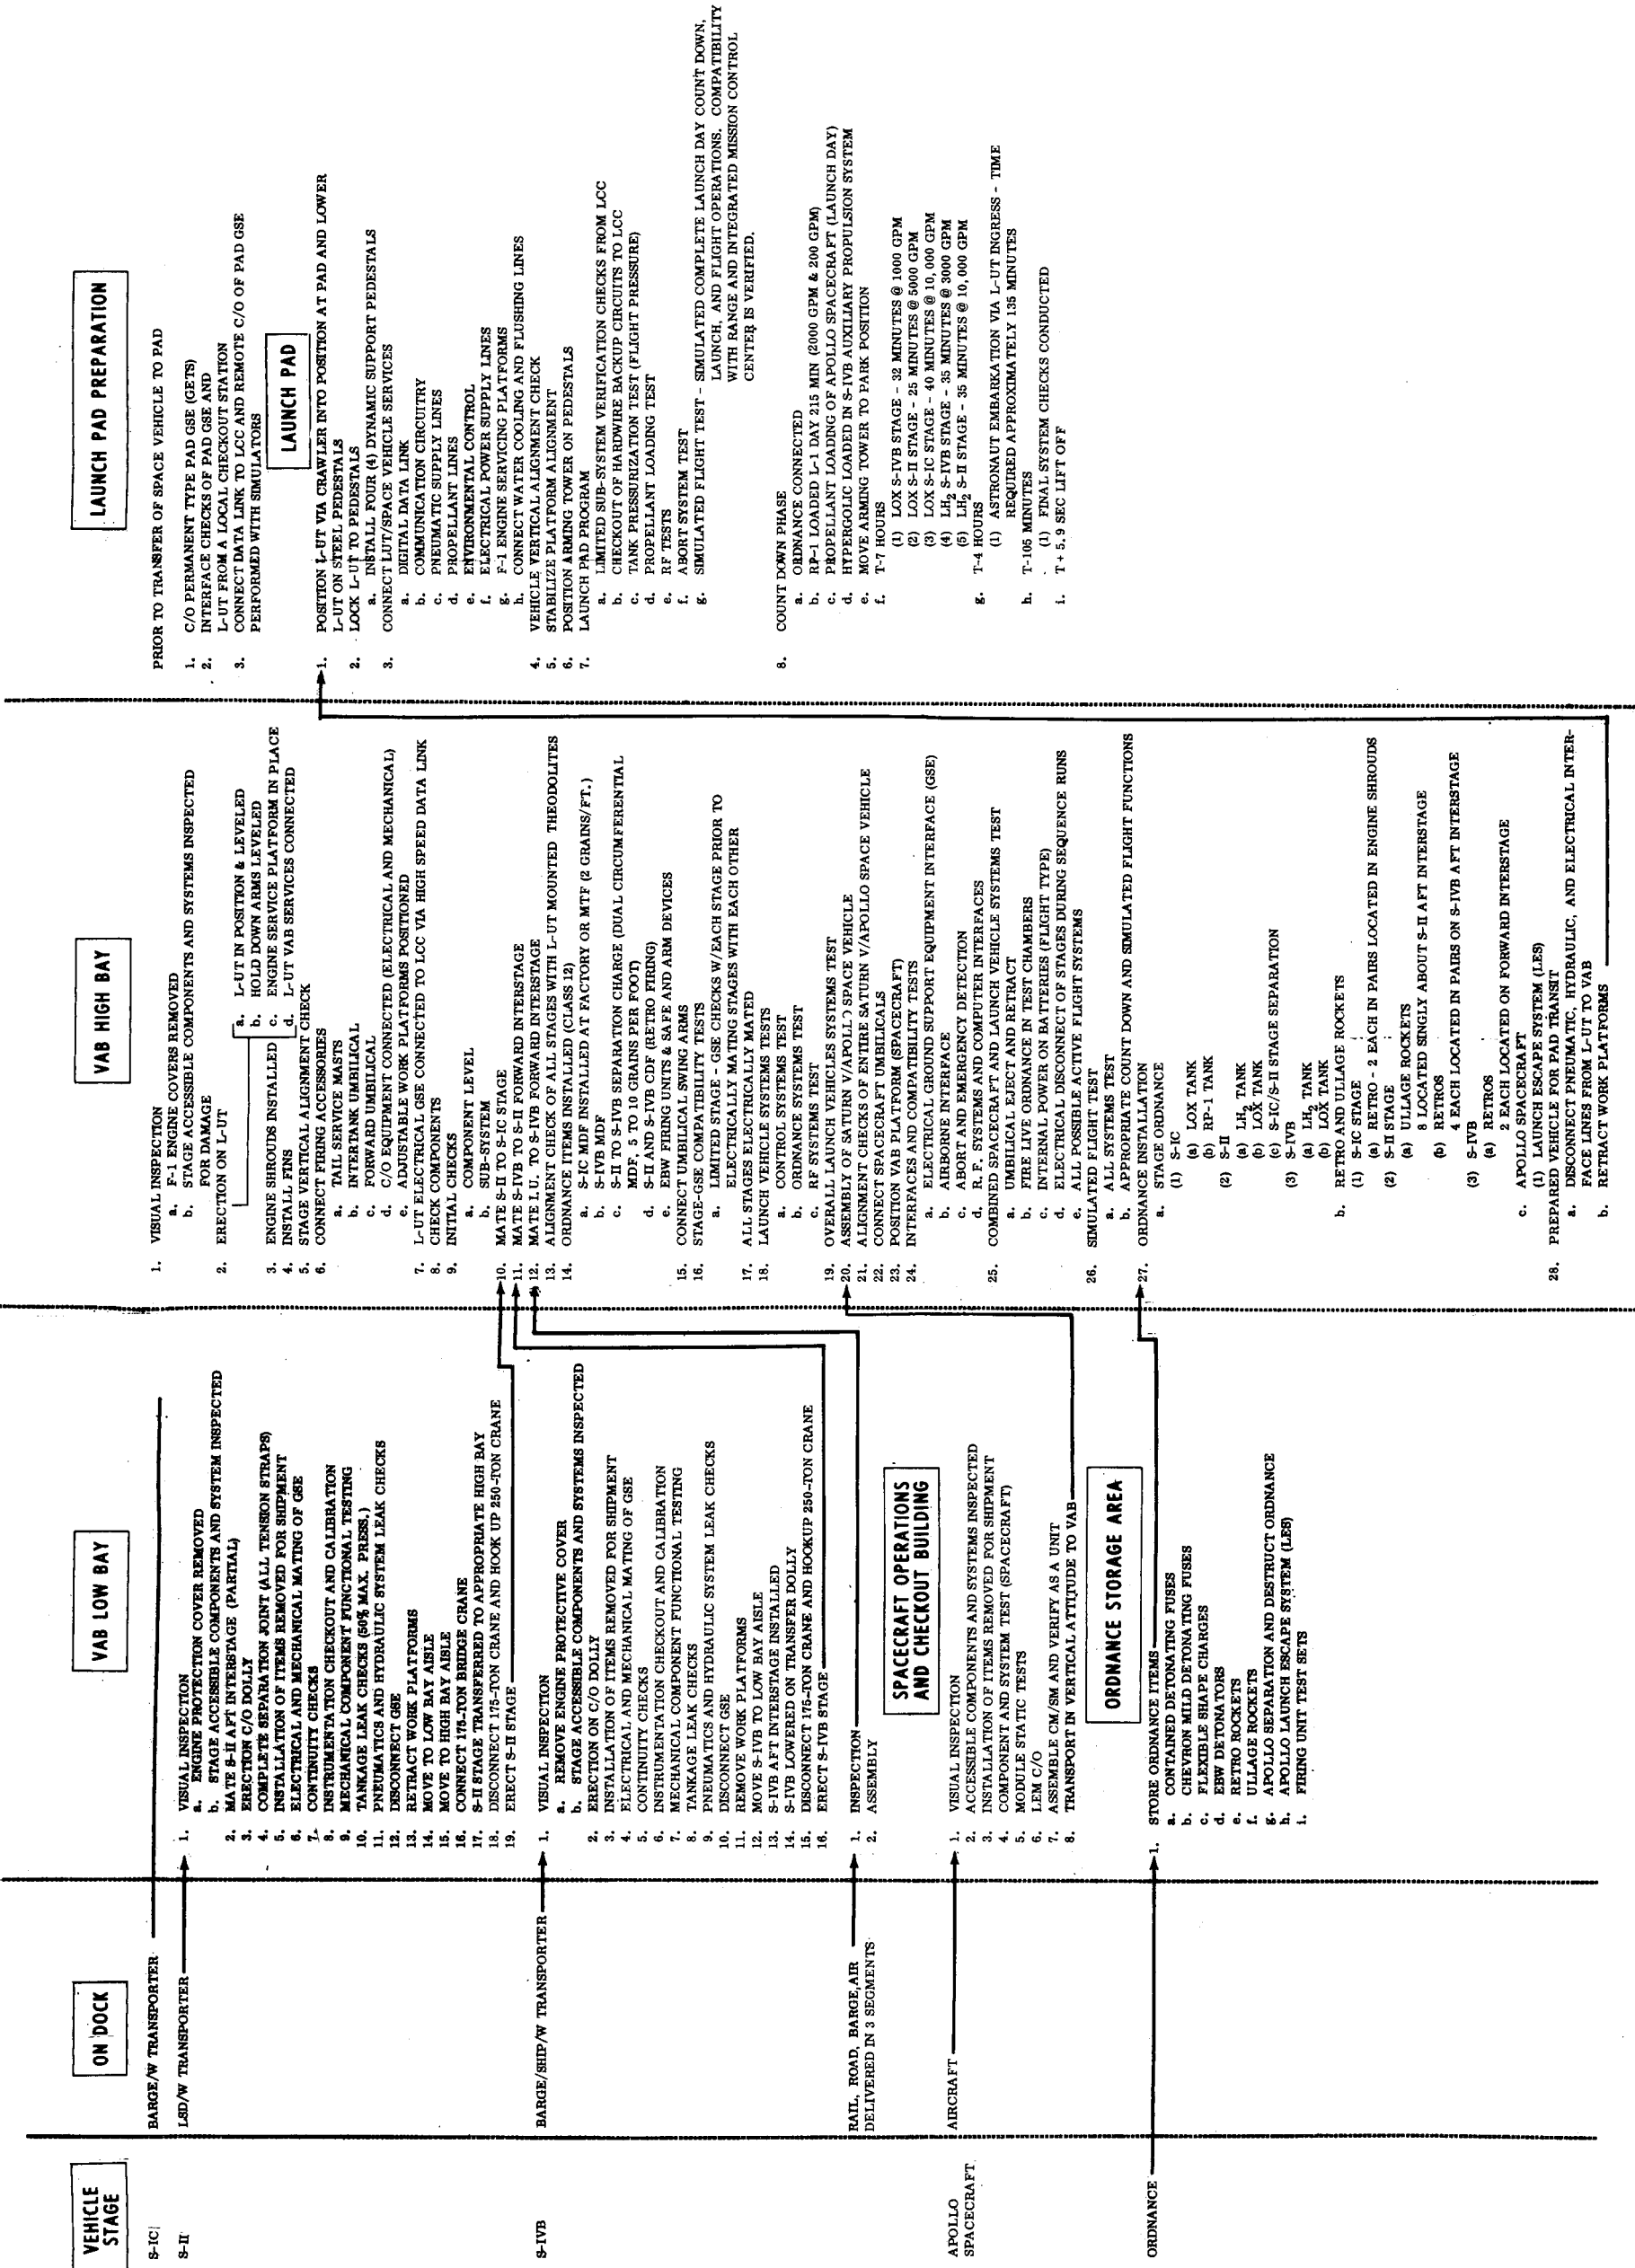 VEHICLE
STAGE
S-IC
S-II
S-IVB
APOLLO
SPACECRAFT
ORDNANCE
ON DOCK
BARGE/W TRANSPORTER
LSD/W TRANSPORTER
BARGE/SHIP/W TRANSPORTER
RAIL, ROAD, BARGE, AIR
DELIVERED IN 3 SEGMENTS
AIRCRAFT
VAB LOW BAY
1. VISUAL INSPECTION
a. ENGINE PROTECTION COVER REMOVED
b. STAGE ACCESSIBLE COMPONENTS AND SYSTEM INSPECTED
2. MATE S-II AFT INTERSTAGE (PARTIAL)
3. ERECTION C/O DOLLY
4. COMPLETE SEPARATION JOINT (ALL TENSION STRAPS)
5. INSTALLATION OF ITEMS REMOVED FOR SHIPMENT
6. ELECTRICAL AND MECHANICAL MATING OF GSE
7. CONTINUITY CHECKS
8. INSTRUMENTATION CHECKOUT AND CALIBRATION
9. MECHANICAL COMPONENT FUNCTIONAL TESTING
10. TANKAGE LEAK CHECKS (50% MAX. PRESS.)
11. PNEUMATICS AND HYDRAULIC SYSTEM LEAK CHECKS
12. DISCONNECT GSE
13. RETRACT WORK PLATFORMS
14. MOVE TO LOW BAY AISLE
15. MOVE TO HIGH BAY AISLE
16. CONNECT 175-TON BRIDGE CRANE
17. S-II STAGE TRANSFERRED TO APPROPRIATE HIGH BAY
18. DISCONNECT 175-TON CRANE AND HOOK UP 250-TON CRANE
19. ERECT S-II STAGE
1. VISUAL INSPECTION
a. REMOVE ENGINE PROTECTIVE COVER
b. STAGE ACCESSIBLE COMPONENTS AND SYSTEMS INSPECTED
2. ERECTION ON C/O DOLLY
3. INSTALLATION OF ITEMS REMOVED FOR SHIPMENT
4. ELECTRICAL AND MECHANICAL MATING OF GSE
5. CONTINUITY CHECKS
6. INSTRUMENTATION CHECKOUT AND CALIBRATION
7. MECHANICAL COMPONENT FUNCTIONAL TESTING
8. TANKAGE LEAK CHECKS
9. PNEUMATICS AND HYDRAULIC SYSTEM LEAK CHECKS
10. DISCONNECT GSE
11. REMOVE WORK PLATFORMS
12. MOVE S-IVB TO LOW BAY AISLE
13. S-IVB AFT INTERSTAGE INSTALLED
14. S-IVB LOWERED ON TRANSFER DOLLY
15. DISCONNECT 175-TON CRANE AND HOOKUP 250-TON CRANE
16. ERECT S-IVB STAGE
1. INSPECTION
2. ASSEMBLY
SPACECRAFT OPERATIONS
AND CHECKOUT BUILDING
1. VISUAL INSPECTION
2. ACCESSIBLE COMPONENTS AND SYSTEMS INSPECTED
3. INSTALLATION OF ITEMS REMOVED FOR SHIPMENT
4. COMPONENT AND SYSTEM TEST (SPACECRAFT)
5. MODULE STATIC TESTS
6. LEM C/O
7. ASSEMBLE CM/SM AND VERIFY AS A UNIT
8. TRANSPORT IN VERTICAL ATTITUDE TO VAB
ORDNANCE STORAGE AREA
1. STORE ORDNANCE ITEMS
a. CONTAINED DETONATING FUSES
b. CHEVRON MILD DETONATING FUSES
c. FLEXIBLE SHAPE CHARGES
d. EBW DETONATORS
e. RETRO ROCKETS
f. ULLAGE ROCKETS
g. APOLLO SEPARATION AND DESTRUCT ORDNANCE
h. APOLLO LAUNCH ESCAPE SYSTEM (LES)
i. FIRING UNIT TEST SETS
VAB HIGH BAY
1. VISUAL INSPECTION
a. F-1 ENGINE COVERS REMOVED
b. STAGE ACCESSIBLE COMPONENTS AND SYSTEMS INSPECTED
FOR DAMAGE
2. ERECTION ON L-UT
a. L-UT IN POSITION & LEVELED
b. HOLD DOWN ARMS LEVELED
c. ENGINE SERVICE PLATFORM IN PLACE
d. L-UT VAB SERVICES CONNECTED
3. ENGINE SHROUDS INSTALLED
4. INSTALL FINS
5. STAGE VERTICAL ALIGNMENT CHECK
6. CONNECT FIRING ACCESSORIES
a. TAIL SERVICE MASTS
b. INTERTANK UMBILICAL
c. FORWARD UMBILICAL
d. C/O EQUIPMENT CONNECTED (ELECTRICAL AND MECHANICAL)
e. ADJUSTABLE WORK PLATFORMS POSITIONED
7. L-UT ELECTRICAL GSE CONNECTED TO LCC VIA HIGH SPEED DATA LINK
8. CHECK COMPONENTS
9. INITIAL CHECKS
a. COMPONENT LEVEL
b. SUB-SYSTEM
10. MATE S-II TO S-IC STAGE
11. MATE S-IVB TO S-II FORWARD INTERSTAGE
12. MATE I.U. TO S-IVB FORWARD INTERSTAGE
13. ALIGNMENT CHECK OF ALL STAGES WITH L-UT MOUNTED THEODOLITES
14. ORDNANCE ITEMS INSTALLED (CLASS 12)
a. S-IC MDF INSTALLED AT FACTORY OR MTF (2 GRAINS/FT.)
b. S-IVB MDF
c. S-II TO S-IVB SEPARATION CHARGE (DUAL CIRCUMFERENTIAL
MDF, 5 TO 10 GRAINS PER FOOT)
d. S-II AND S-IVB CDF (RETRO FIRING)
e. EBW FIRING UNITS & SAFE AND ARM DEVICES
15. CONNECT UMBILICAL SWING ARMS
16. STAGE-GSE COMPATIBILITY TESTS
a. LIMITED STAGE - GSE CHECKS W/EACH STAGE PRIOR TO
ELECTRICALLY MATING STAGES WITH EACH OTHER
17. ALL STAGES ELECTRICALLY MATED
18. LAUNCH VEHICLE SYSTEMS TESTS
a. CONTROL SYSTEMS TEST
b. ORDNANCE SYSTEMS TEST
c. RF SYSTEMS TEST
19. OVERALL LAUNCH VEHICLES SYSTEMS TEST
20. ASSEMBLY OF SATURN V/APOLLO SPACE VEHICLE
21. ALIGNMENT CHECKS OF ENTIRE SATURN V/APOLLO SPACE VEHICLE
22. CONNECT SPACECRAFT UMBILICALS
23. POSITION VAB PLATFORM (SPACECRAFT)
24. INTERFACES AND COMPATIBILITY TESTS
a. ELECTRICAL GROUND SUPPORT EQUIPMENT INTERFACE (GSE)
b. AIRBORNE INTERFACE
c. ABORT AND EMERGENCY DETECTION
d. R. F. SYSTEMS AND COMPUTER INTERFACES
25. COMBINED SPACECRAFT AND LAUNCH VEHICLE SYSTEMS TEST
a. UMBILICAL EJECT AND RETRACT
b. FIRE LIVE ORDNANCE IN TEST CHAMBERS
c. INTERNAL POWER ON BATTERIES (FLIGHT TYPE)
d. ELECTRICAL DISCONNECT OF STAGES DURING SEQUENCE RUNS
e. ALL POSSIBLE ACTIVE FLIGHT SYSTEMS
26. SIMULATED FLIGHT TEST
a. ALL SYSTEMS TEST
b. APPROPRIATE COUNT DOWN AND SIMULATED FLIGHT FUNCTIONS
27. ORDNANCE INSTALLATION
a. STAGE ORDNANCE
(1) S-IC
(a) LOX TANK
(b) RP-1 TANK
(2) S-II
(a) LH2 TANK
(b) LOX TANK
(c) S-IC/S-II STAGE SEPARATION
(3) S-IVB
(a) LH2 TANK
(b) LOX TANK
b. RETRO AND ULLAGE ROCKETS
(1) S-IC STAGE
(a) RETRO - 2 EACH IN PAIRS LOCATED IN ENGINE SHROUDS
(2) S-II STAGE
(a) ULLAGE ROCKETS
8 LOCATED SINGLY ABOUT S-II AFT INTERSTAGE
(b) RETROS
4 EACH LOCATED IN PAIRS ON S-IVB AFT INTERSTAGE
(3) S-IVB
(a) RETROS
2 EACH LOCATED ON FORWARD INTERSTAGE
c. APOLLO SPACECRAFT
(1) LAUNCH ESCAPE SYSTEM (LES)
28. PREPARED VEHICLE FOR PAD TRANSIT
a. DISCONNECT PNEUMATIC, HYDRAULIC, AND ELECTRICAL INTER-
FACE LINES FROM L-UT TO VAB
b. RETRACT WORK PLATFORMS
LAUNCH PAD PREPARATION
PRIOR TO TRANSFER OF SPACE VEHICLE TO PAD
1. C/O PERMANENT TYPE PAD GSE (GETS)
2. INTERFACE CHECKS OF PAD GSE AND
L-UT FROM A LOCAL CHECKOUT STATION
3. CONNECT DATA LINK TO LCC AND REMOTE C/O OF PAD GSE
PERFORMED WITH SIMULATORS
LAUNCH PAD
1. POSITION L-UT VIA CRAWLER INTO POSITION AT PAD AND LOWER
L-UT ON STEEL PEDESTALS
2. LOCK L-UT TO PEDESTALS
a. INSTALL FOUR (4) DYNAMIC SUPPORT PEDESTALS
3. CONNECT LUT/SPACE VEHICLE SERVICES
a. DIGITAL DATA LINK
b. COMMUNICATION CIRCUITRY
c. PNEUMATIC SUPPLY LINES
d. PROPELLANT LINES
e. ENVIRONMENTAL CONTROL
f. ELECTRICAL POWER SUPPLY LINES
g. F-1 ENGINE SERVICING PLATFORMS
h. CONNECT WATER COOLING AND FLUSHING LINES
4. VEHICLE VERTICAL ALIGNMENT CHECK
5. STABILIZE PLATFORM ALIGNMENT
6. POSITION ARMING TOWER ON PEDESTALS
7. LAUNCH PAD PROGRAM
a. LIMITED SUB-SYSTEM VERIFICATION CHECKS FROM LCC
b. CHECKOUT OF HARDWIRE BACKUP CIRCUITS TO LCC
c. TANK PRESSURIZATION TEST (FLIGHT PRESSURE)
d. PROPELLANT LOADING TEST
e. RF TESTS
f. ABORT SYSTEM TEST
g. SIMULATED FLIGHT TEST - SIMULATED COMPLETE LAUNCH DAY COUNT DOWN,
LAUNCH, AND FLIGHT OPERATIONS. COMPATIBILITY
WITH RANGE AND INTEGRATED MISSION CONTROL
CENTER IS VERIFIED.
8. COUNT DOWN PHASE
a. ORDNANCE CONNECTED
b. RP-1 LOADED L-1 DAY 215 MIN (2000 GPM & 200 GPM)
c. PROPELLANT LOADING OF APOLLO SPACECRAFT (LAUNCH DAY)
d. HYPERGOLIC LOADED IN S-IVB AUXILIARY PROPULSION SYSTEM
e. MOVE ARMING TOWER TO PARK POSITION
f. T-7 HOURS
(1) LOX S-IVB STAGE - 32 MINUTES @ 1000 GPM
(2) LOX S-II STAGE - 25 MINUTES @ 5000 GPM
(3) LOX S-IC STAGE - 40 MINUTES @ 10,000 GPM
(4) LH2 S-IVB STAGE - 35 MINUTES @ 3000 GPM
(5) LH2 S-II STAGE - 35 MINUTES @ 10,000 GPM
g. T-4 HOURS
(1) ASTRONAUT EMBARKATION VIA L-UT INGRESS - TIME
REQUIRED APPROXIMATELY 135 MINUTES
h. T-105 MINUTES
(1) FINAL SYSTEM CHECKS CONDUCTED
i. T + 5.9 SEC LIFT OFF